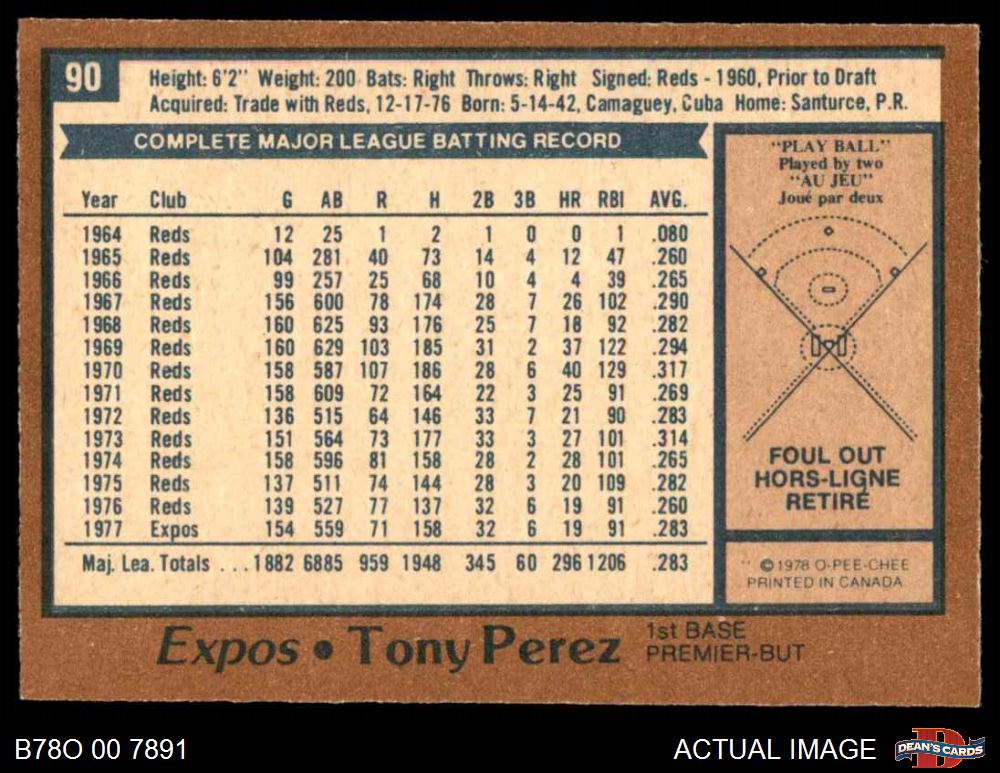 90
Height: 6'2" Weight: 200 Bats: Right Throws: Right Signed: Reds - 1960, Prior to Draft
Acquired: Trade with Reds, 12-17-76 Born: 5-14-42, Camaguey, Cuba Home: Santurce, P.R.
COMPLETE MAJOR LEAGUE BATTING RECORD
Year Club G AB R H 2B 3B HR RBI AVG.
1964 Reds 12 25 1 2 1 0 0 1 .080
1965 Reds 104 281 40 73 14 4 12 47 .260
1966 Reds 99 257 25 68 10 4 4 39 .265
1967 Reds 156 600 78 174 28 7 26 102 .290
1968 Reds 160 625 93 176 25 7 18 92 .282
1969 Reds 160 629 103 185 31 2 37 122 .294
1970 Reds 158 587 107 186 28 6 40 129 .317
1971 Reds 158 609 72 164 22 3 25 91 .269
1972 Reds 136 515 64 146 33 7 21 90 .283
1973 Reds 151 564 73 177 33 3 27 101 .314
1974 Reds 158 596 81 158 28 2 28 101 .265
1975 Reds 137 511 74 144 28 3 20 109 .282
1976 Reds 139 527 77 137 32 6 19 91 .260
1977 Expos 154 559 71 158 32 6 19 91 .283
Maj. Lea. Totals ...1882 6885 959 1948 345 60 296 1206 .283
"PLAY BALL"
Played by two
"AU JEU"
Joué par deux
FOUL OUT
HORS-LIGNE
RETIRÉ
©1978 O-PEE-CHEE
PRINTED IN CANADA
Expos • Tony Perez
1st BASE
PREMIER-BUT
B78O 00 7891
ACTUAL IMAGE
DEAN'S CARDS